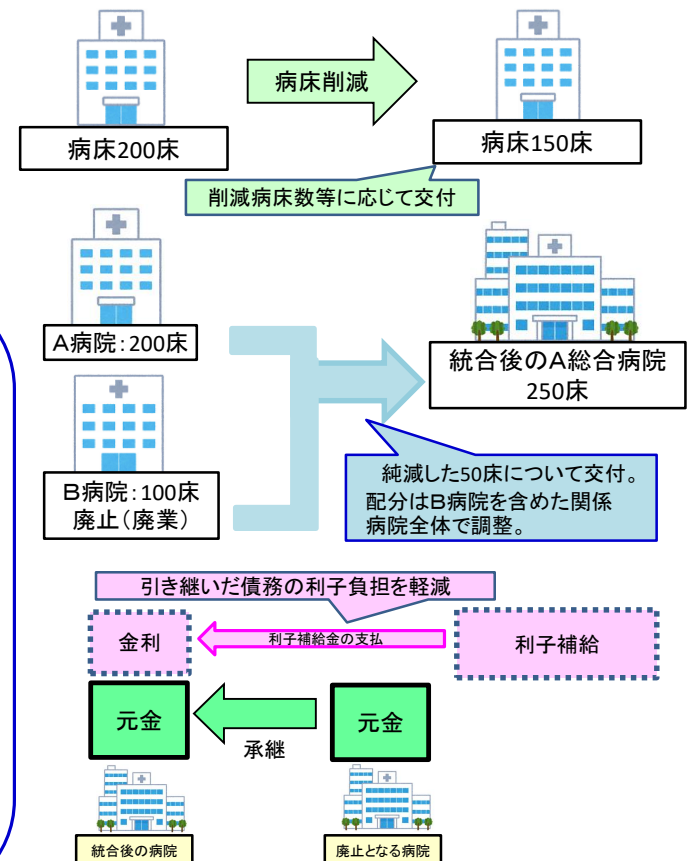 病床削減
病床200床
病床150床
削減病床数等に応じて交付
A病院:200床
統合後のA総合病院
250床
B病院:100床
廃止(廃業)
純減した50床について交付。
配分はB病院を含めた関係
病院全体で調整。
引き継いだ債務の利子負担を軽減
金利
利子補給金の支払
利子補給
元金
承継
元金
統合後の病院
廃止となる病院